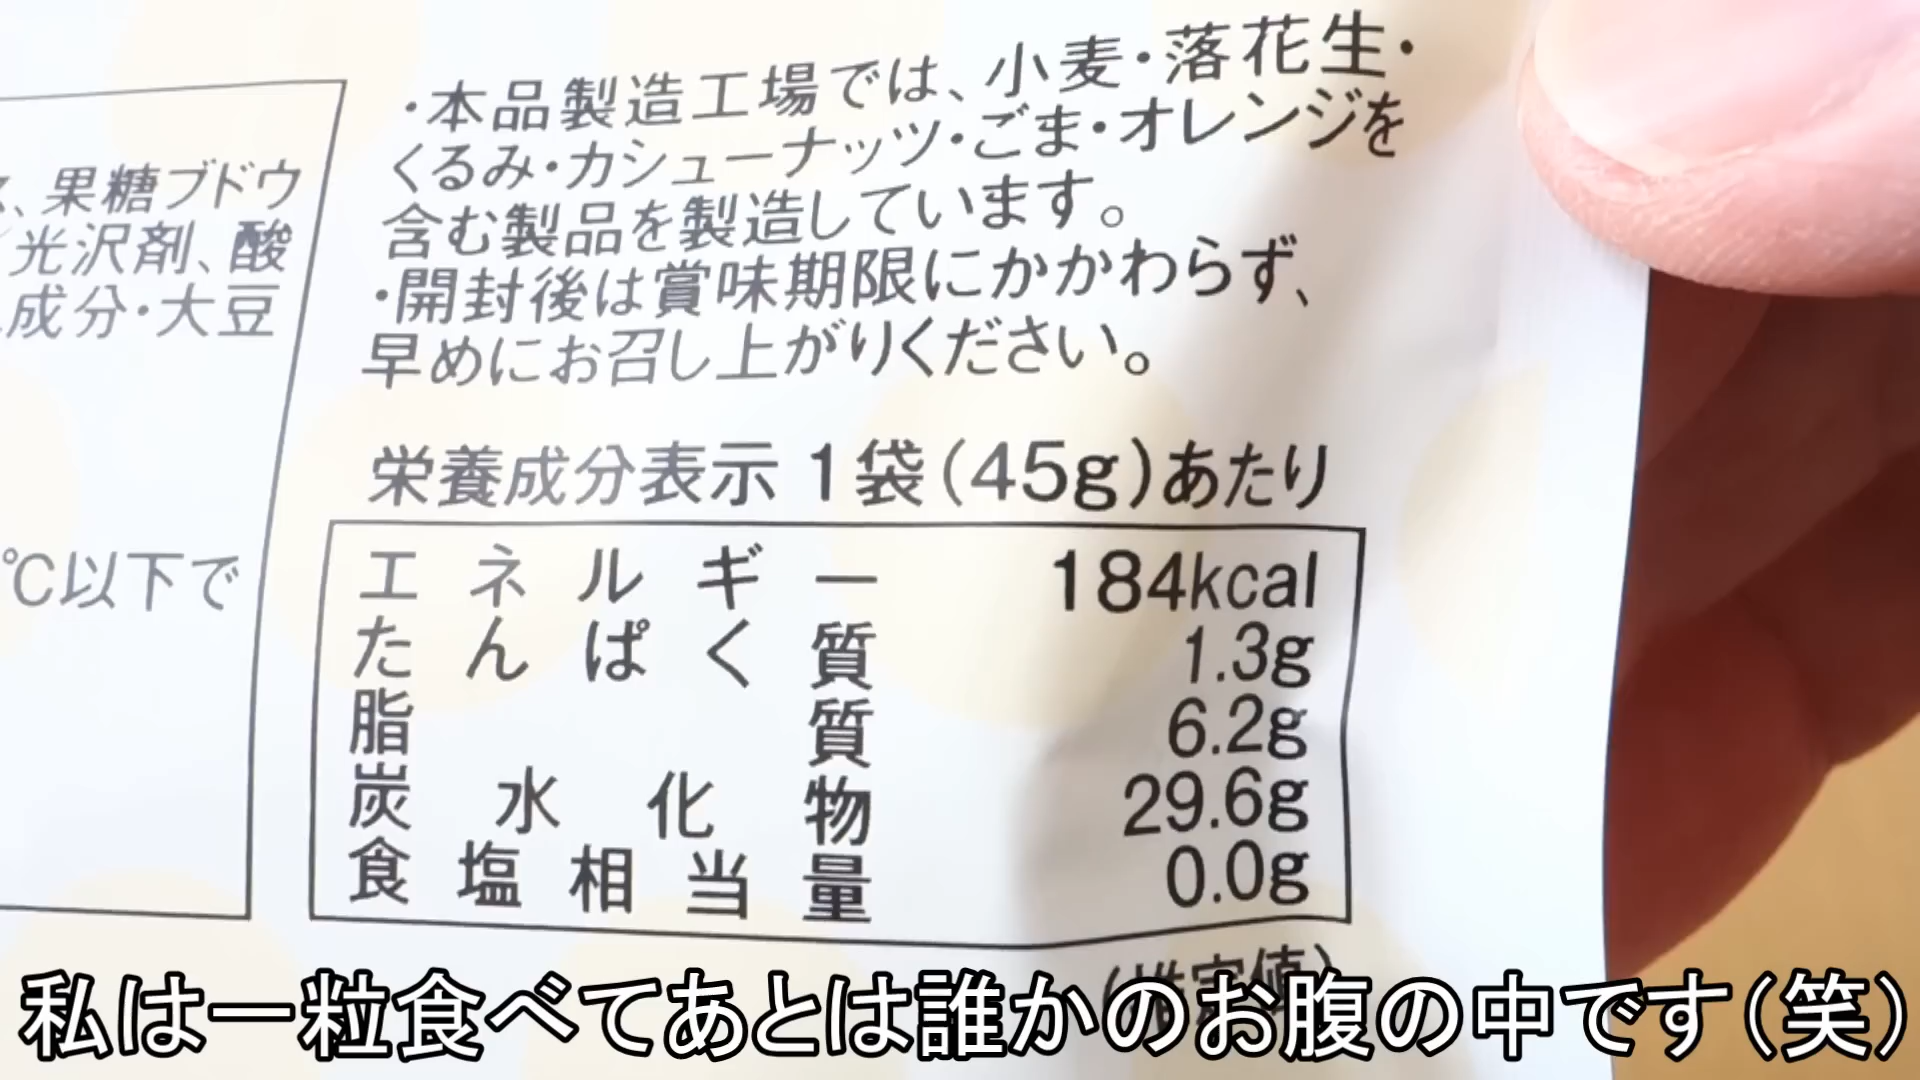 、果糖ブドウ
光沢剤、酸
成分・大豆
℃以下で
・本品製造工場では、小麦・落花生・
くるみ・カシューナッツ・ごま・オレンジを
含む製品を製造しています。
・開封後は賞味期限にかかわらず、
早めにお召し上がりください。
栄養成分表示 1袋(45g)あたり
エネルギー 184kcal
たんぱく質 1.3g
脂質 6.2g
炭水化物 29.6g
食塩相当量 0.0g
(推定値)
私は一粒食べてあとは誰かのお腹の中です(笑)